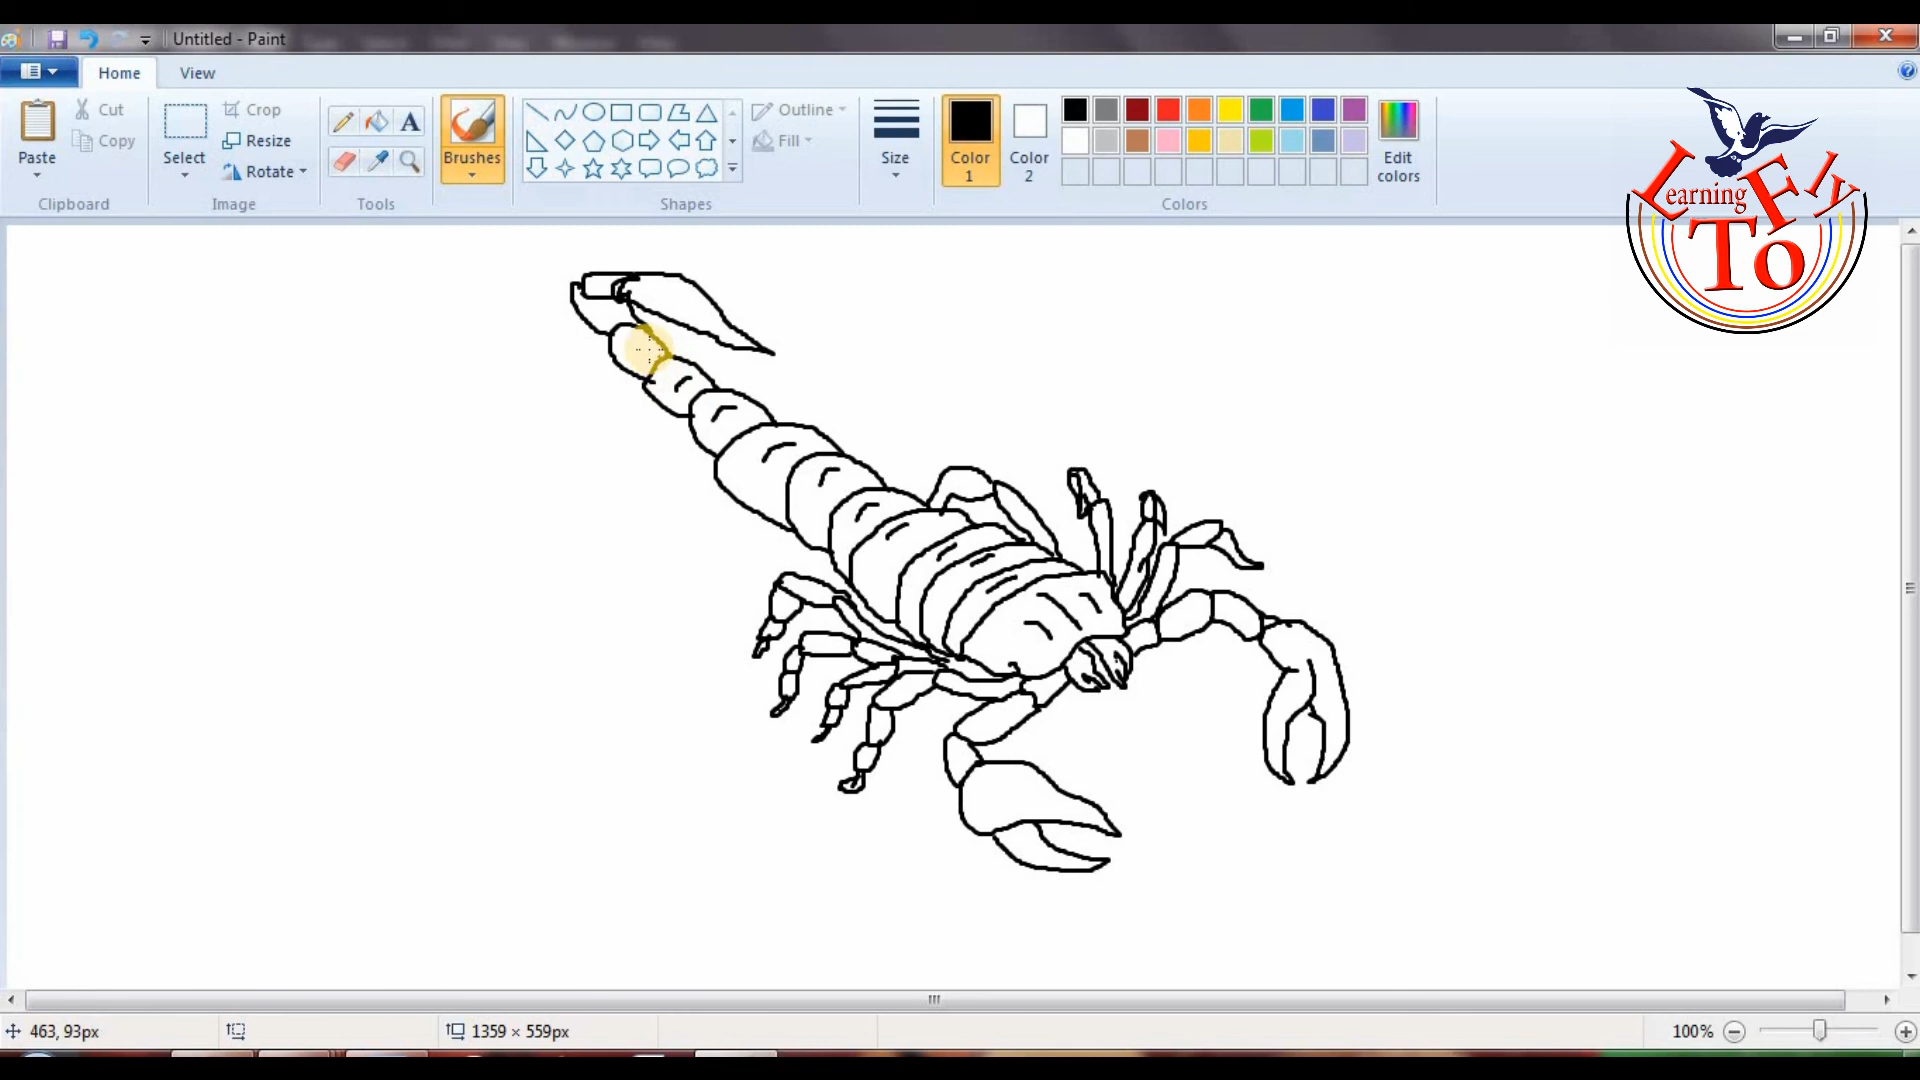 Untitled - Paint
Home View
Cut
Copy
Paste
Clipboard
Select
Crop
Resize
Rotate
Image
A
Tools
Brushes
Outline
Fill
Shapes
Size
Color
1
Color
2
Edit
colors
Colors
Learning
To
Fly
463, 93px
1359 × 559px
100%